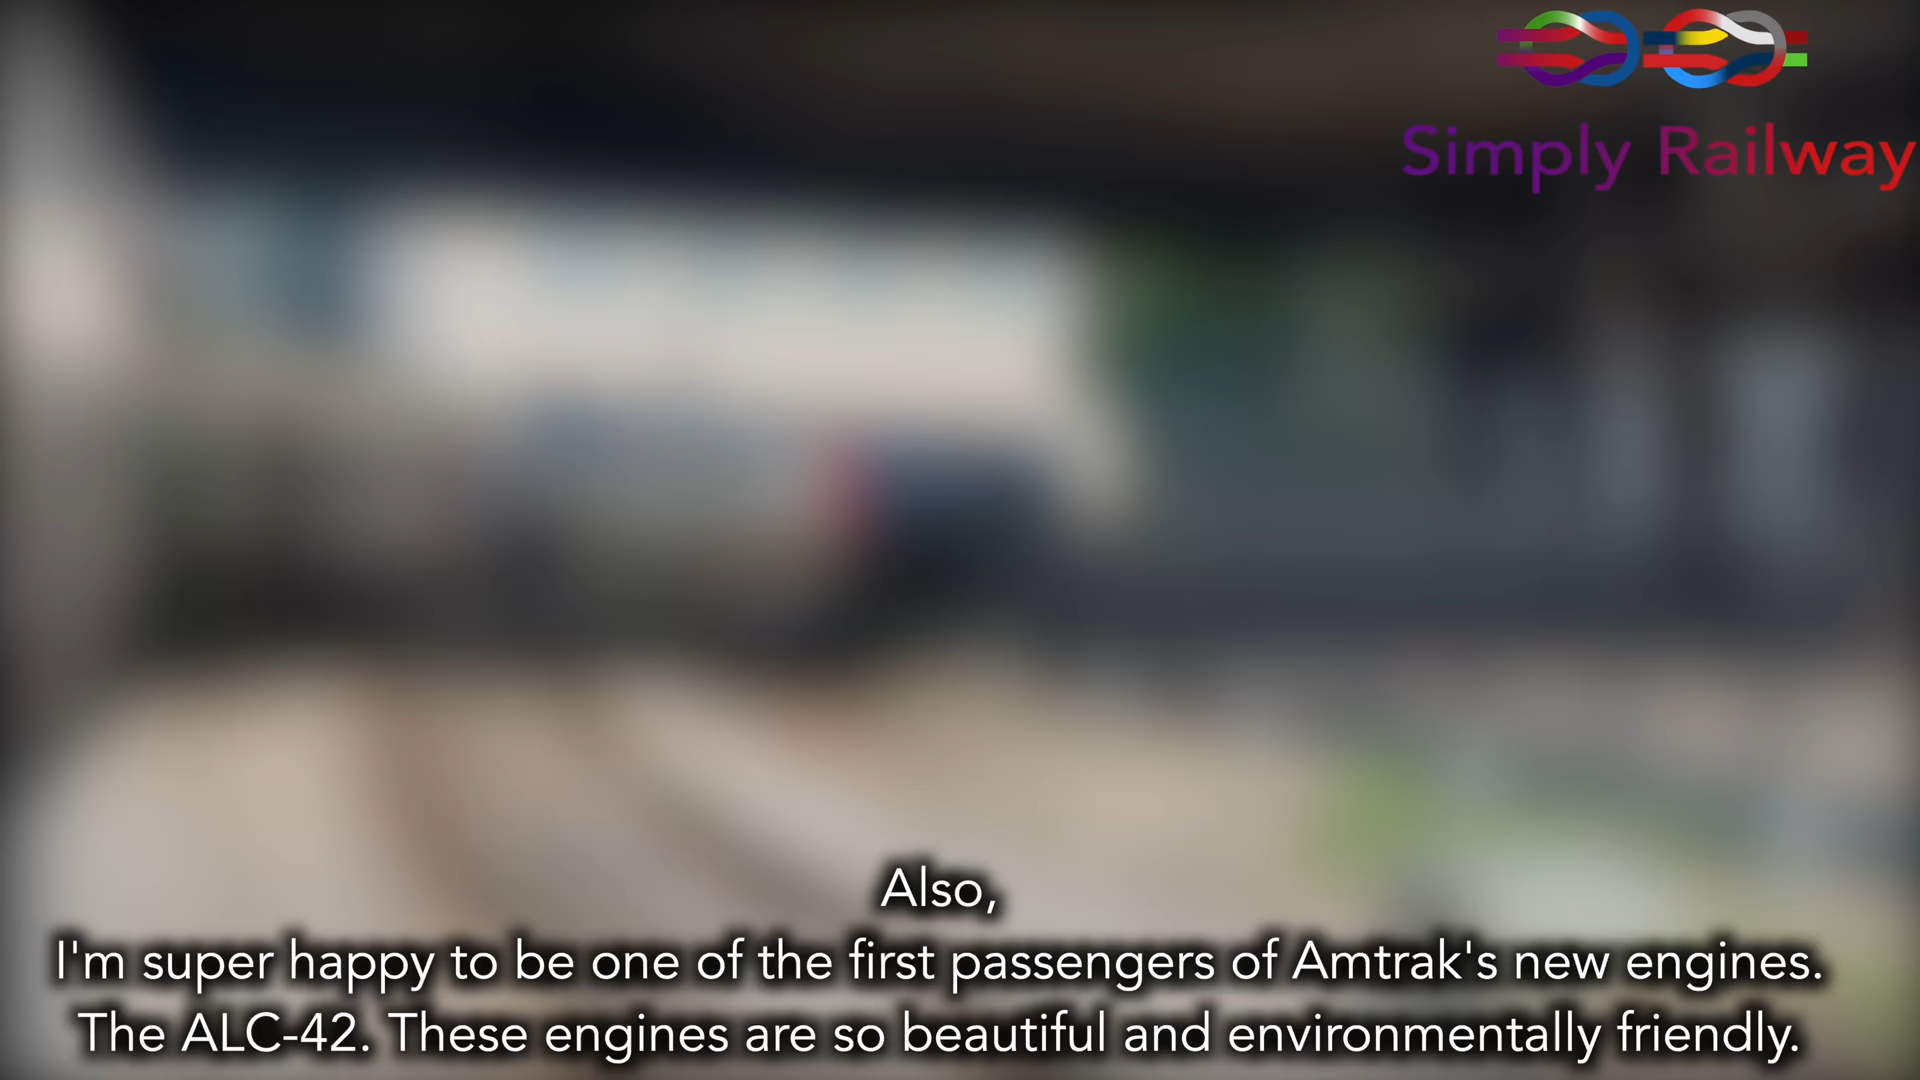 Simply Railway
Also,
I'm super happy to be one of the first passengers of Amtrak's new engines.
The ALC-42. These engines are so beautiful and environmentally friendly.